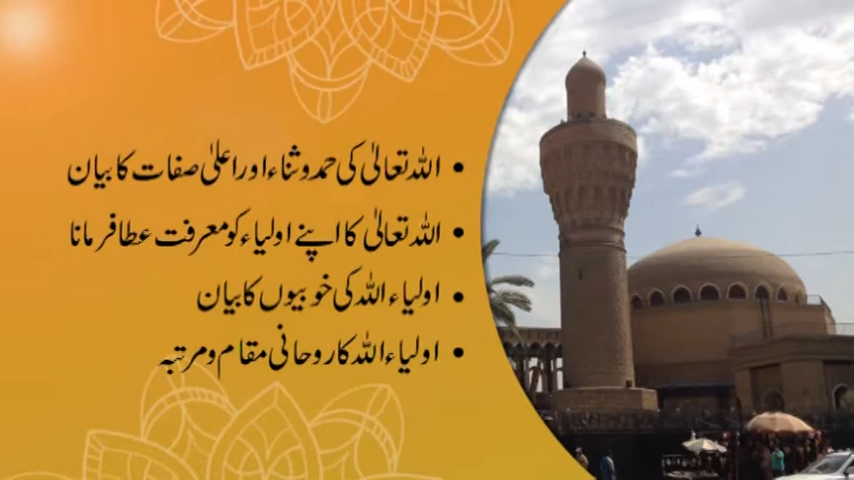 • اللہ تعالیٰ کی حمد و ثناء اور اعلیٰ صفات کا بیان
• اللہ تعالیٰ کا اپنے اولیاء کو معرفت عطا فرمانا
• اولیاء اللہ کی خوبیوں کا بیان
• اولیاء اللہ کا روحانی مقام و مرتبہ